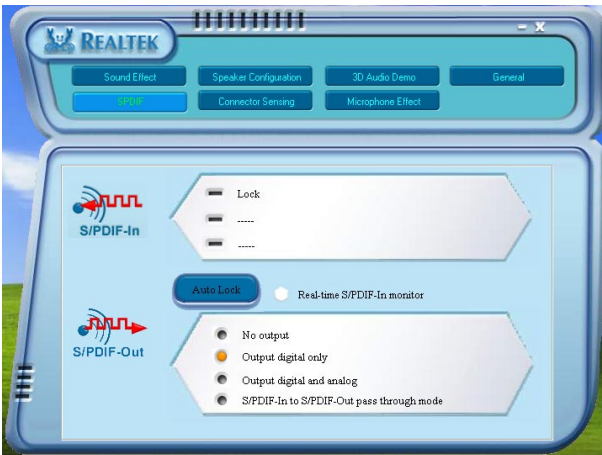 REALTEK
Sound Effect
Speaker Configuration
3D Audio Demo
General
SPDIF
Connector Sensing
Microphone Effect
S/PDIF-In
Lock
-----
-----
Auto Lock
Real-time S/PDIF-In monitor
S/PDIF-Out
No output
Output digital only
Output digital and analog
S/PDIF-In to S/PDIF-Out pass through mode